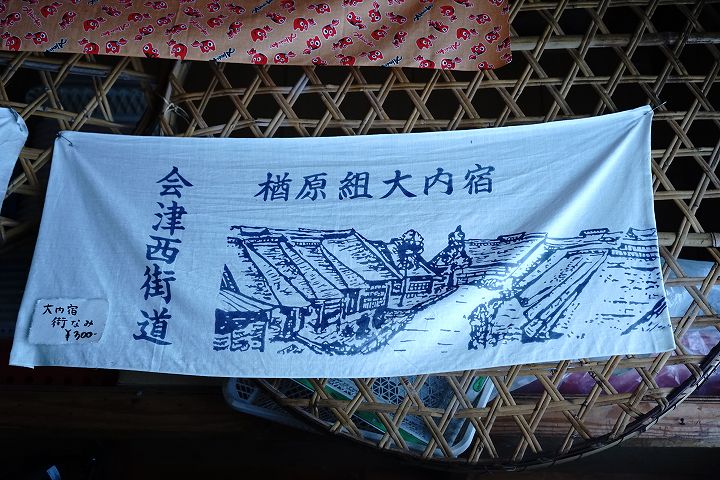 会津西街道
楢原組大内宿
大内宿
街なみ
¥300-